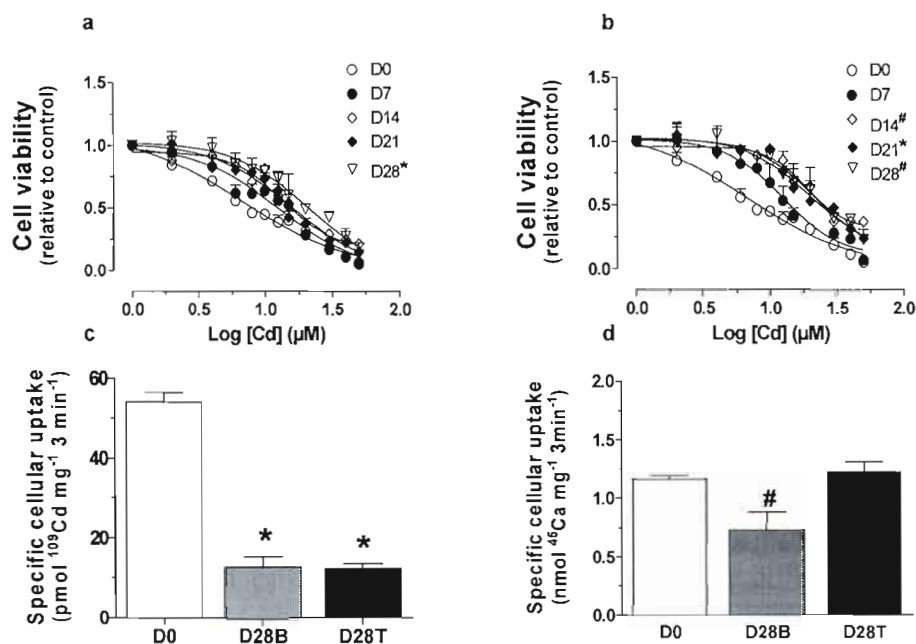 a
D0
D7
D14
D21
D28*
Cell viability
(relative to control)
1.5
1.0
0.5
0.0
0.0 0.5 1.0 1.5 2.0
Log [Cd] (µM)
b
D0
D7
D14#
D21*
D28#
Cell viability
(relative to control)
1.5
1.0
0.5
0.0
0.0 0.5 1.0 1.5 2.0
Log [Cd] (µM)
c
Specific cellular uptake
(pmol ¹⁰⁹Cd mg⁻¹ 3 min⁻¹)
60
40
20
0
* *
D0 D28B D28T
d
Specific cellular uptake
(nmol ⁴⁶Ca mg⁻¹ 3min⁻¹)
2.0
1.5
1.0
0.5
0.0
#
D0 D28B D28T